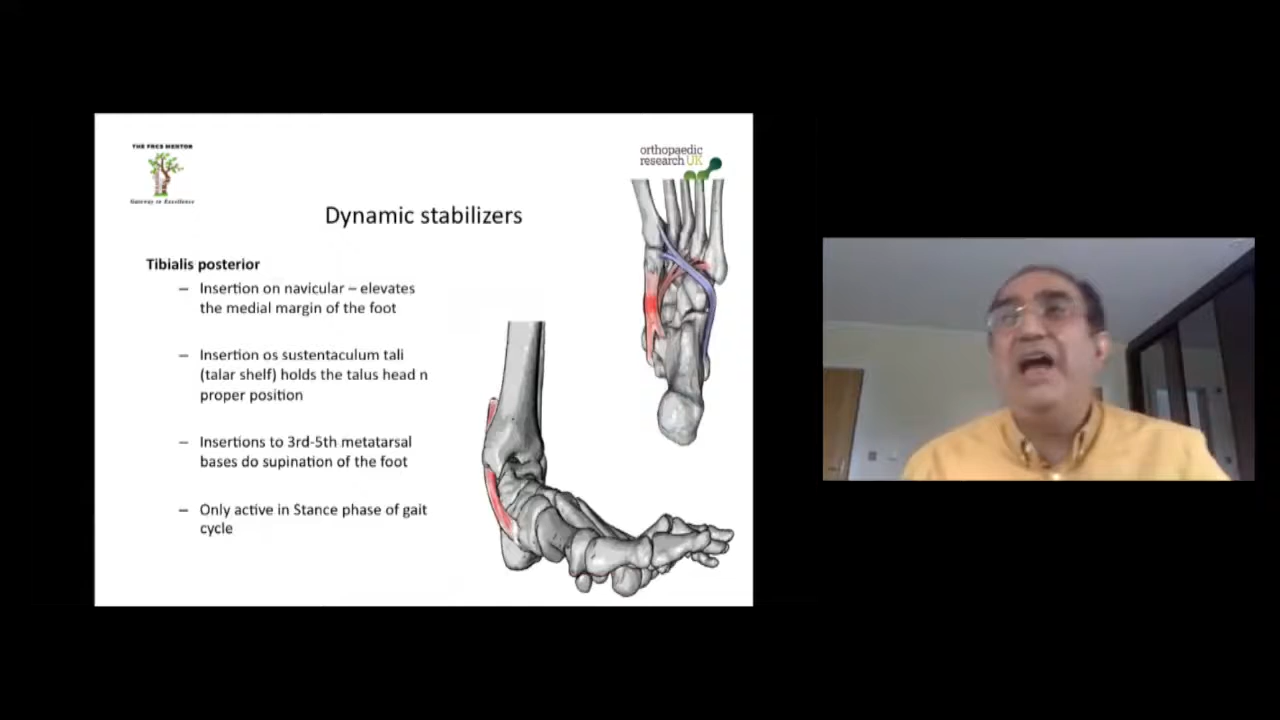 THE FRCS MENTOR
Gateway to Excellence
orthopaedic
research UK
Dynamic stabilizers
Tibialis posterior
– Insertion on navicular – elevates
the medial margin of the foot
– Insertion os sustentaculum tali
(talar shelf) holds the talus head n
proper position
– Insertions to 3rd-5th metatarsal
bases do supination of the foot
– Only active in Stance phase of gait
cycle